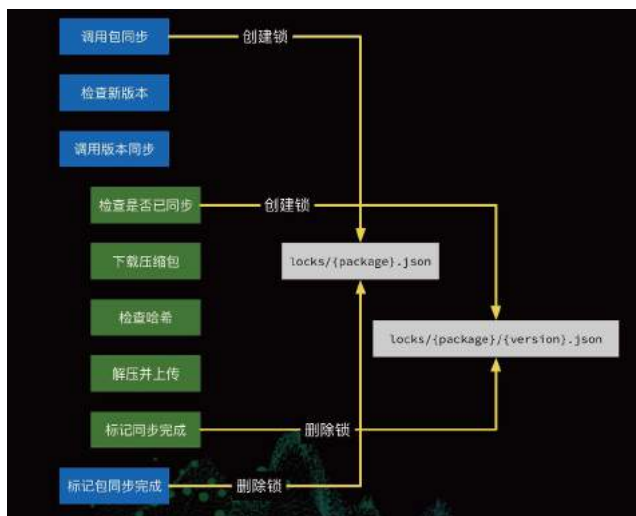 调用包同步
创建锁
检查新版本
调用版本同步
检查是否已同步
创建锁
下载压缩包
locks/{package}.json
检查哈希
locks/{package}/{version}.json
解压并上传
标记同步完成
删除锁
标记包同步完成
删除锁